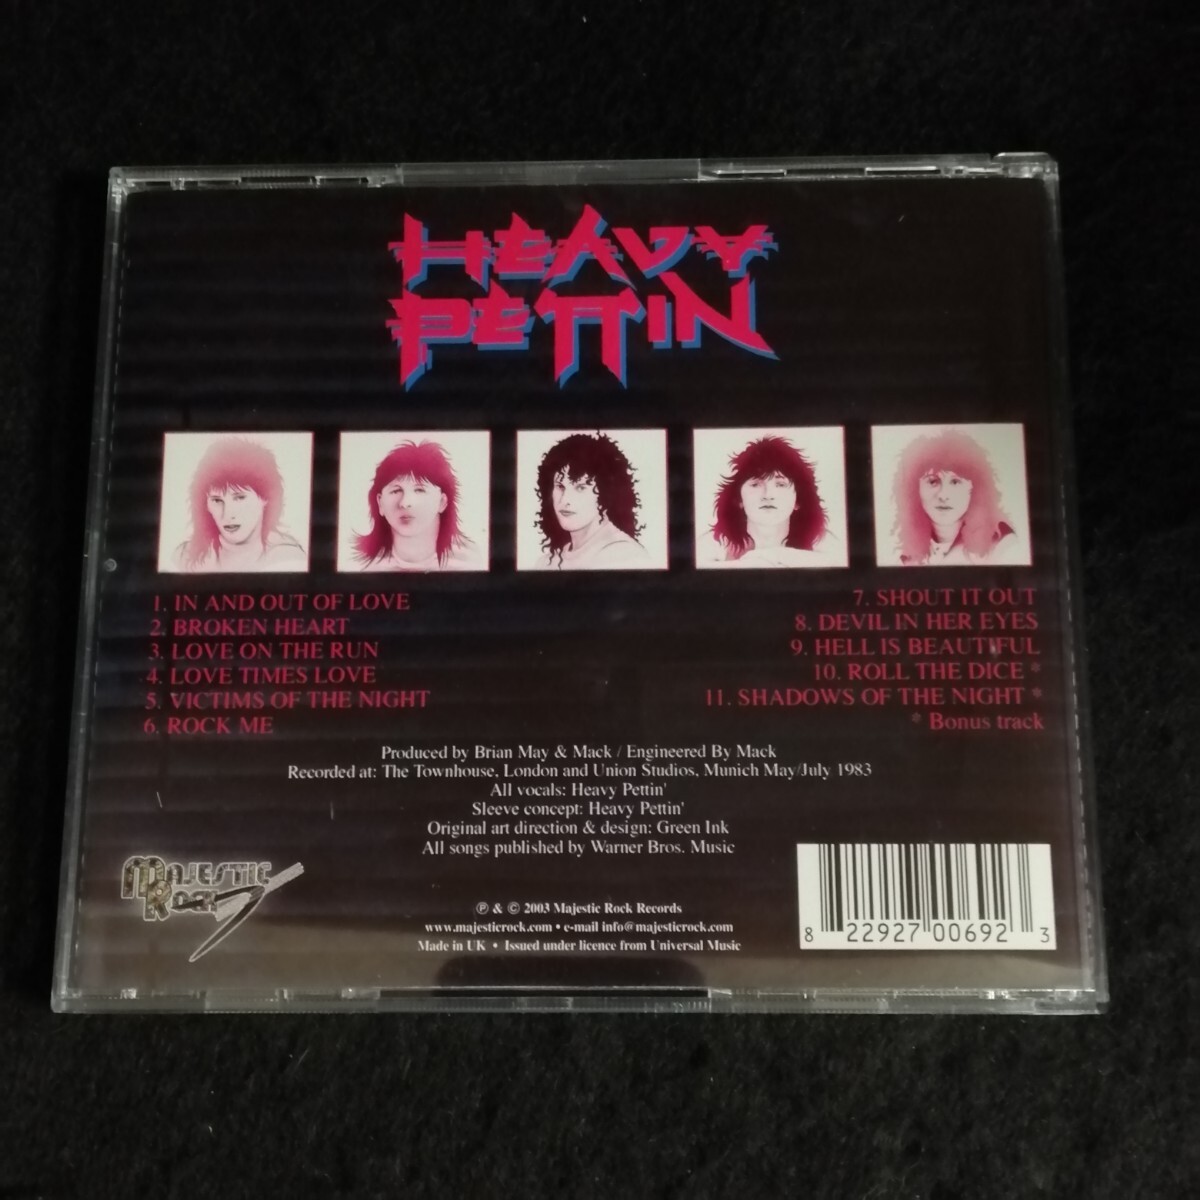 HEAVY
PETTIN
1. IN AND OUT OF LOVE
2. BROKEN HEART
3. LOVE ON THE RUN
4. LOVE TIMES LOVE
5. VICTIMS OF THE NIGHT
6. ROCK ME
7. SHOUT IT OUT
8. DEVIL IN HER EYES
9. HELL IS BEAUTIFUL
10. ROLL THE DICE *
11. SHADOWS OF THE NIGHT *
* Bonus track
Produced by Brian May & Mack / Engineered By Mack
Recorded at: The Townhouse, London and Union Studios, Munich May/July 1983
All vocals: Heavy Pettin'
Sleeve concept: Heavy Pettin'
Original art direction & design: Green Ink
All songs published by Warner Bros. Music
MAJESTIC
ROCK
℗ & © 2003 Majestic Rock Records
www.majesticrock.com • e-mail info@majesticrock.com
Made in UK • Issued under licence from Universal Music
8 22927 00692 3